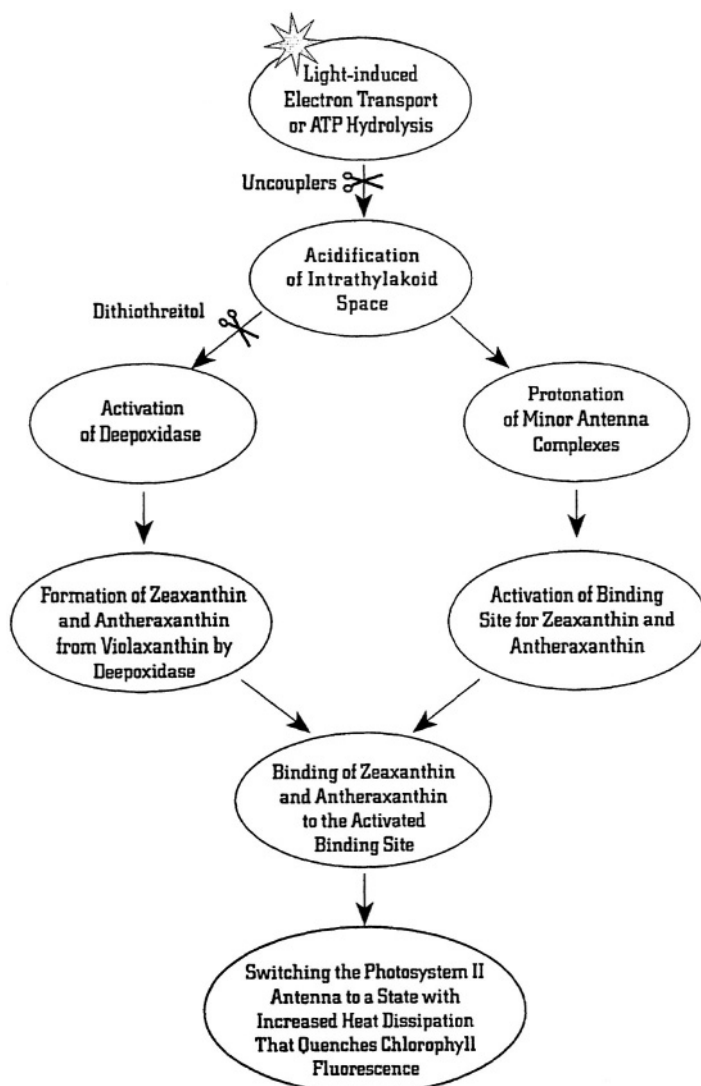 Light-induced
Electron Transport
or ATP Hydrolysis
Uncouplers
Acidification
of Intrathylakoid
Space
Dithiothreitol
Activation
of Deepoxidase
Protonation
of Minor Antenna
Complexes
Formation of Zeaxanthin
and Antheraxanthin
from Violaxanthin by
Deepoxidase
Activation of Binding
Site for Zeaxanthin and
Antheraxanthin
Binding of Zeaxanthin
and Antheraxanthin
to the Activated
Binding Site
Switching the Photosystem II
Antenna to a State with
Increased Heat Dissipation
That Quenches Chlorophyll
Fluorescence